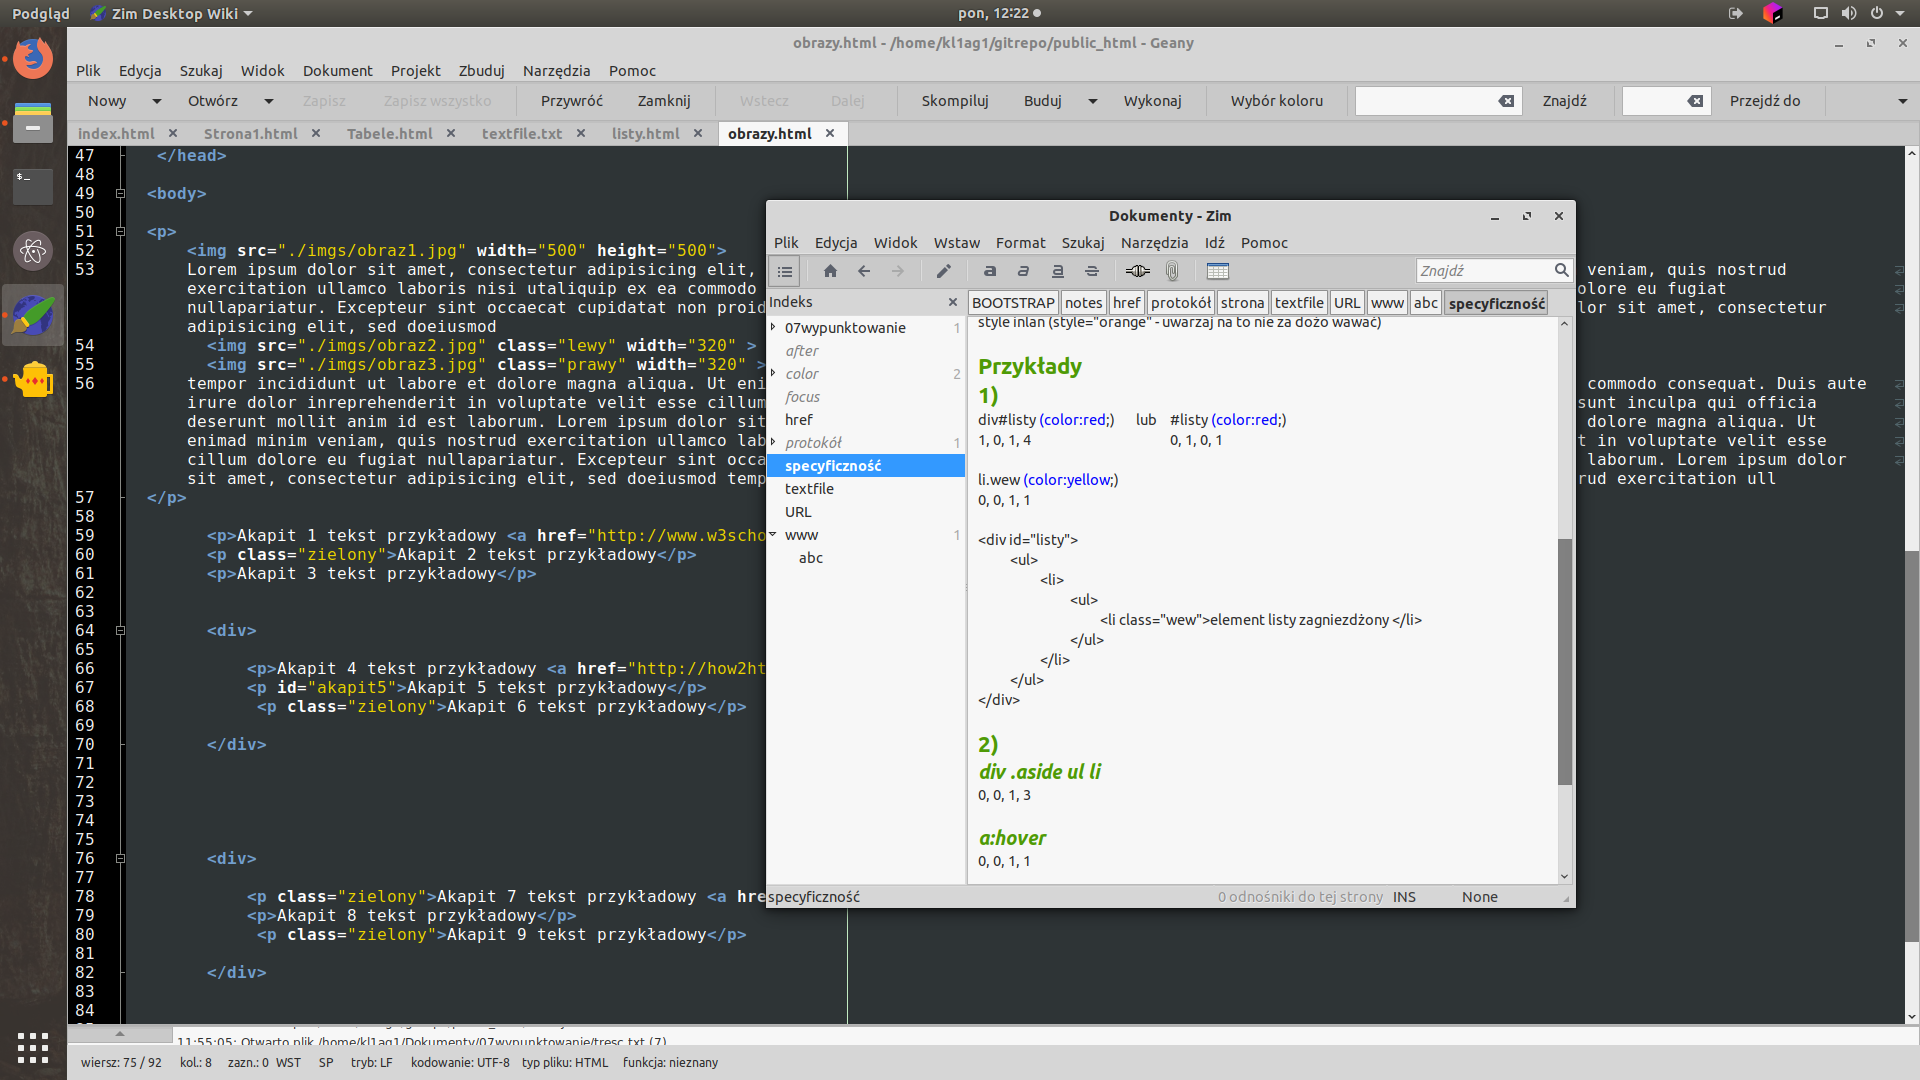 Podgląd
Zim Desktop Wiki
pon, 12:22
obrazy.html - /home/kl1ag1/gitrepo/public_html - Geany
Plik Edycja Szukaj Widok Dokument Projekt Zbuduj Narzędzia Pomoc
Nowy Otwórz Zapisz Zapisz wszystko Przywróć Zamknij Wstecz Dalej Skompiluj Buduj Wykonaj Wybór koloru Znajdź Przejdź do
index.html Strona1.html Tabele.html textfile.txt listy.html obrazy.html
47 </head>
48
49 <body>
50
51 <p>
52 <img src="./imgs/obraz1.jpg" width="500" height="500">
53 Lorem ipsum dolor sit amet, consectetur adipisicing elit, veniam, quis nostrud
exercitation ullamco laboris nisi utaliquip ex ea commodo olore eu fugiat
nullapariatur. Excepteur sint occaecat cupidatat non proid lor sit amet, consectetur
adipisicing elit, sed doeiusmod
54 <img src="./imgs/obraz2.jpg" class="lewy" width="320" >
55 <img src="./imgs/obraz3.jpg" class="prawy" width="320" >
56 tempor incididunt ut labore et dolore magna aliqua. Ut eni commodo consequat. Duis aute
irure dolor inreprehenderit in voluptate velit esse cillum sunt inculpa qui officia
deserunt mollit anim id est laborum. Lorem ipsum dolor sit dolore magna aliqua. Ut
enimad minim veniam, quis nostrud exercitation ullamco lab t in voluptate velit esse
cillum dolore eu fugiat nullapariatur. Excepteur sint occa laborum. Lorem ipsum dolor
sit amet, consectetur adipisicing elit, sed doeiusmod temp rud exercitation ull
57 </p>
58
59 <p>Akapit 1 tekst przykładowy <a href="http://www.w3scho
60 <p class="zielony">Akapit 2 tekst przykładowy</p>
61 <p>Akapit 3 tekst przykładowy</p>
62
63
64 <div>
65
66 <p>Akapit 4 tekst przykładowy <a href="http://how2ht
67 <p id="akapit5">Akapit 5 tekst przykładowy</p>
68 <p class="zielony">Akapit 6 tekst przykładowy</p>
69
70 </div>
71
72
73
74
75
76 <div>
77
78 <p class="zielony">Akapit 7 tekst przykładowy <a hre
79 <p>Akapit 8 tekst przykładowy</p>
80 <p class="zielony">Akapit 9 tekst przykładowy</p>
81
82 </div>
83
84
11:55:05: Otwarto plik /home/kl1ag1/Dokumenty/07wypunktowanie/tresc.txt (7).
wiersz: 75 / 92 kol.: 8 zazn.: 0 WST SP tryb: LF kodowanie: UTF-8 typ pliku: HTML funkcja: nieznany
Dokumenty - Zim
Plik Edycja Widok Wstaw Format Szukaj Narzędzia Idź Pomoc
a a a a
Znajdź
Indeks
BOOTSTRAP notes href protokół strona textfile URL www abc specyficzność
07wypunktowanie 1
after
color 2
focus
href
protokół 1
specyficzność
textfile
URL
www 1
abc
style inlan (style="orange" - uwarzaj na to nie za dożo wawać)
Przykłady
1)
div#listy (color:red;) lub #listy (color:red;)
1, 0, 1, 4 0, 1, 0, 1
li.wew (color:yellow;)
0, 0, 1, 1
<div id="listy">
<ul>
<li>
<ul>
<li class="wew">element listy zagniezdżony </li>
</ul>
</li>
</ul>
</div>
2)
div .aside ul li
0, 0, 1, 3
a:hover
0, 0, 1, 1
specyficzność 0 odnośniki do tej strony INS None